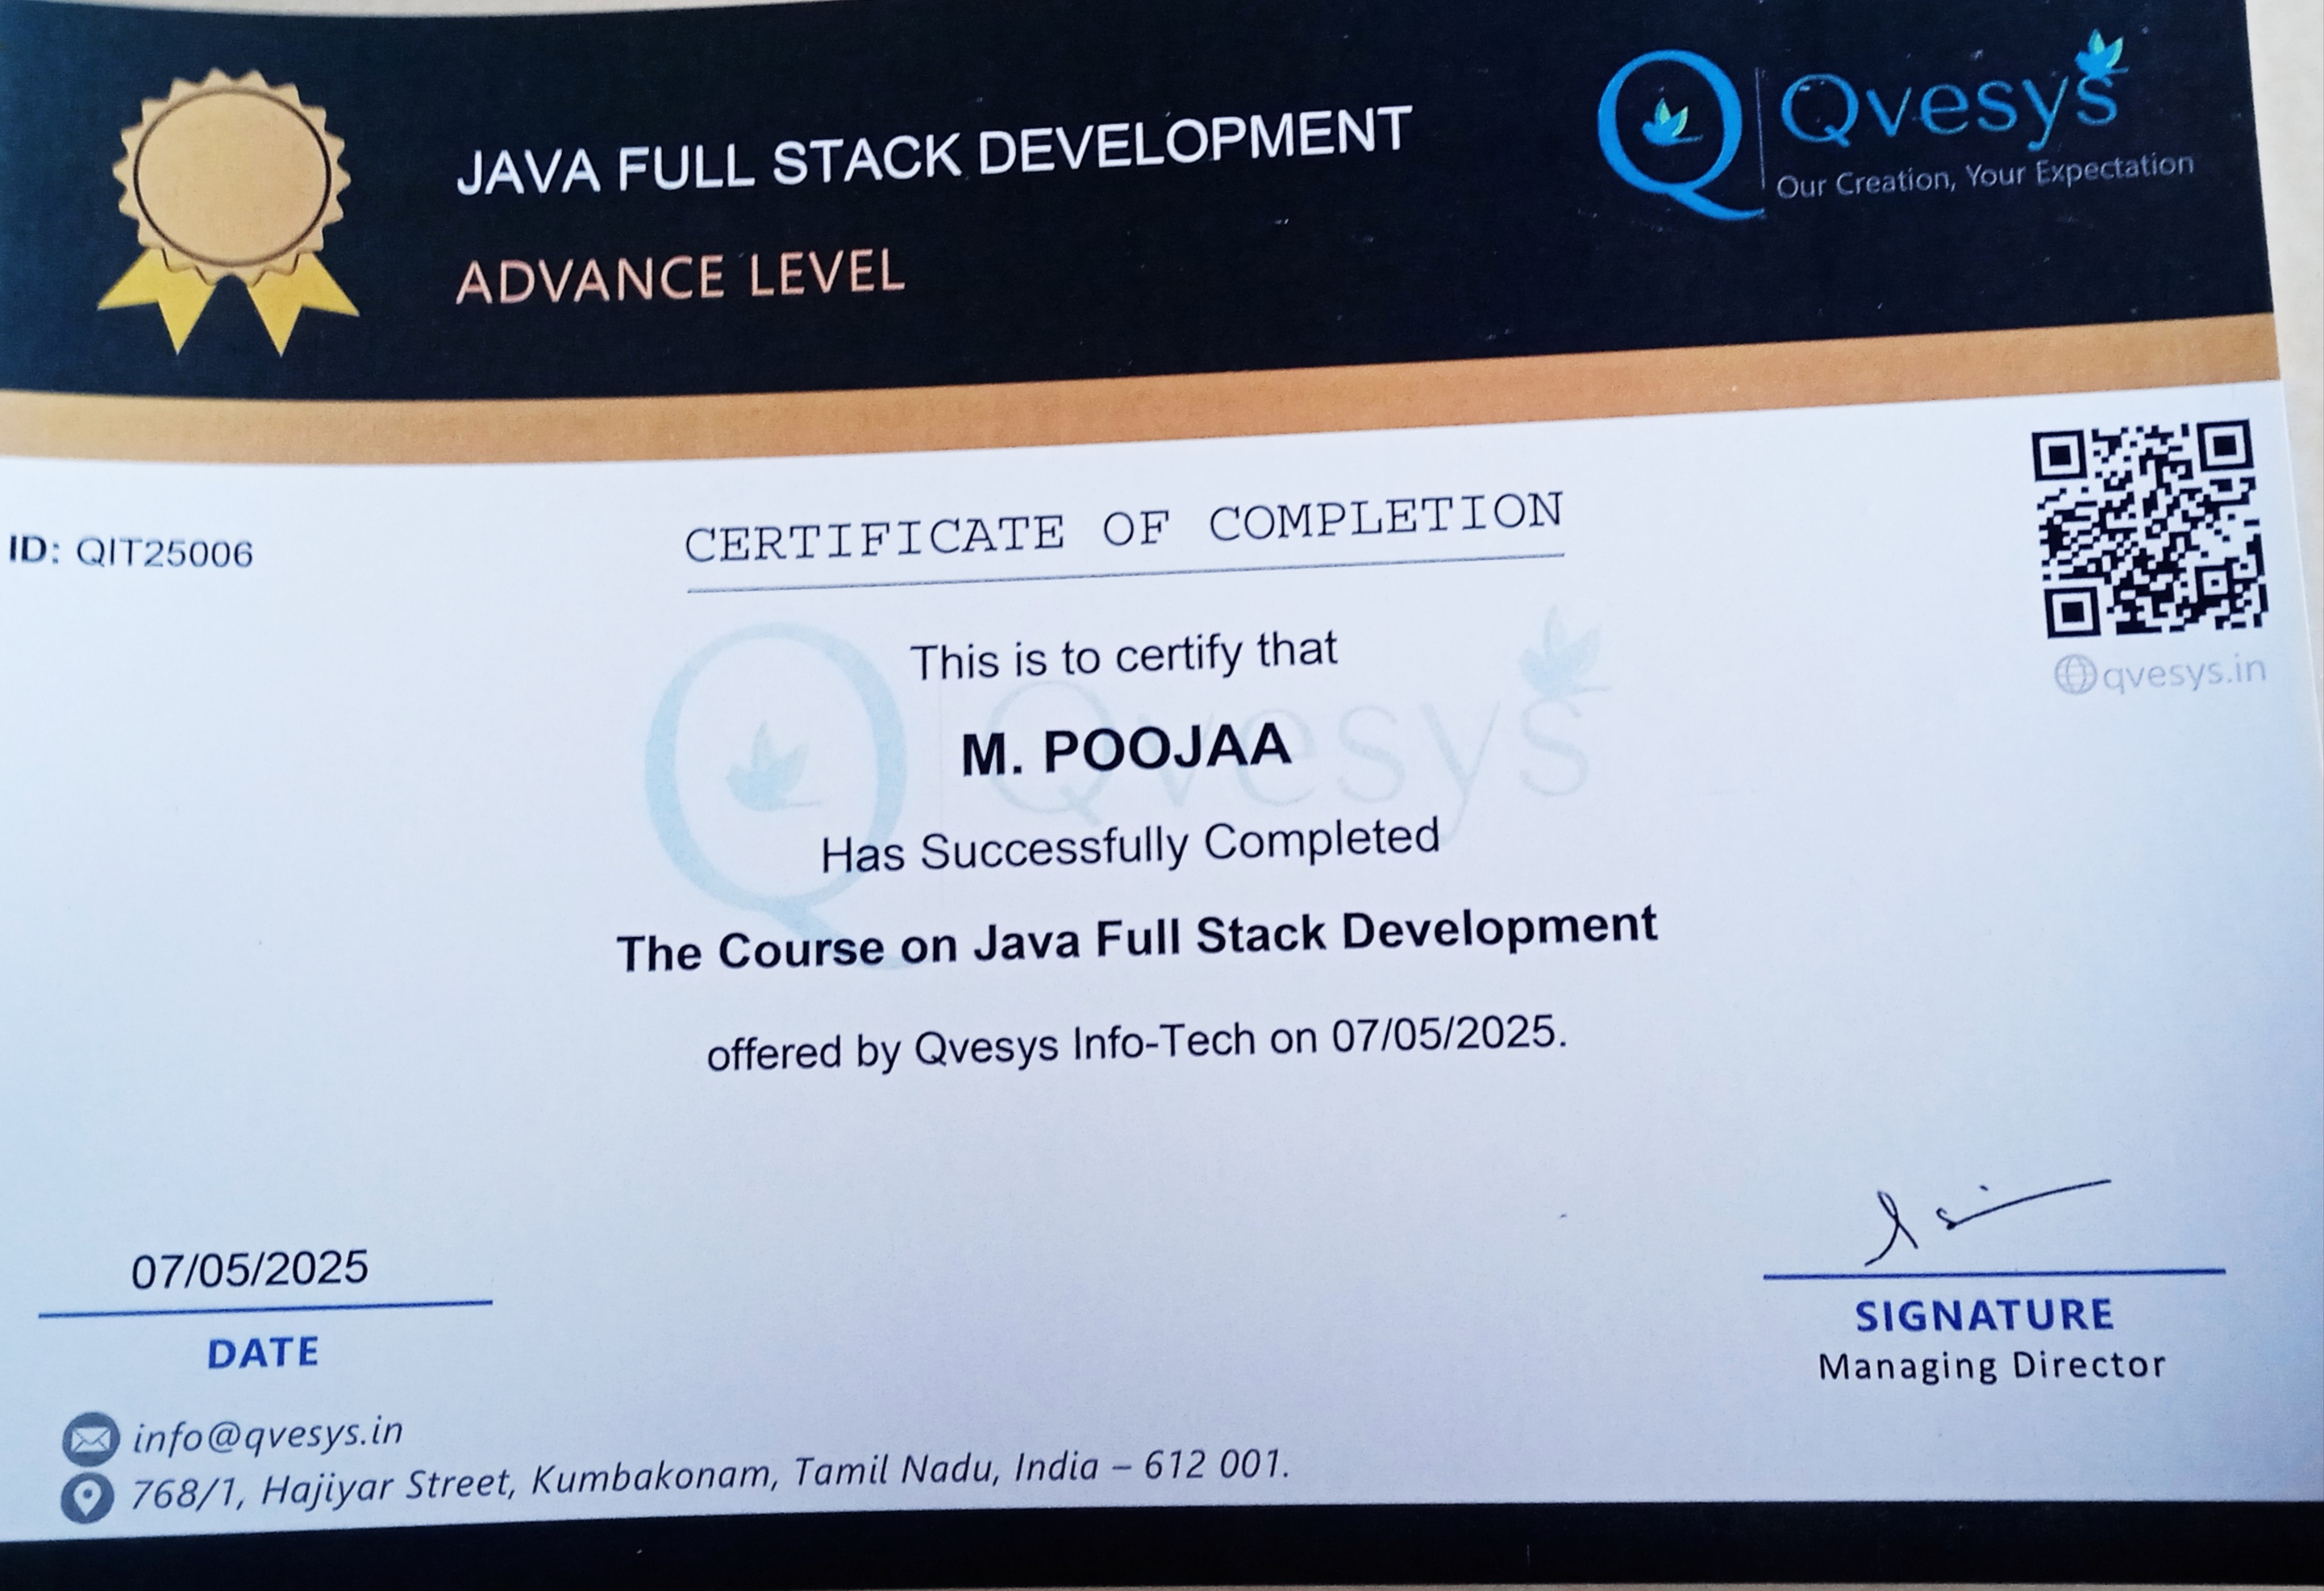 JAVA FULL STACK DEVELOPMENT
ADVANCE LEVEL
Qvesys
Our Creation, Your Expectation
ID: QIT25006
CERTIFICATE OF COMPLETION
qvesys.in
This is to certify that
M. POOJAA
Has Successfully Completed
The Course on Java Full Stack Development
offered by Qvesys Info-Tech on 07/05/2025.
Qvesys
07/05/2025
DATE
SIGNATURE
Managing Director
info@qvesys.in
768/1, Hajiyar Street, Kumbakonam, Tamil Nadu, India – 612 001.